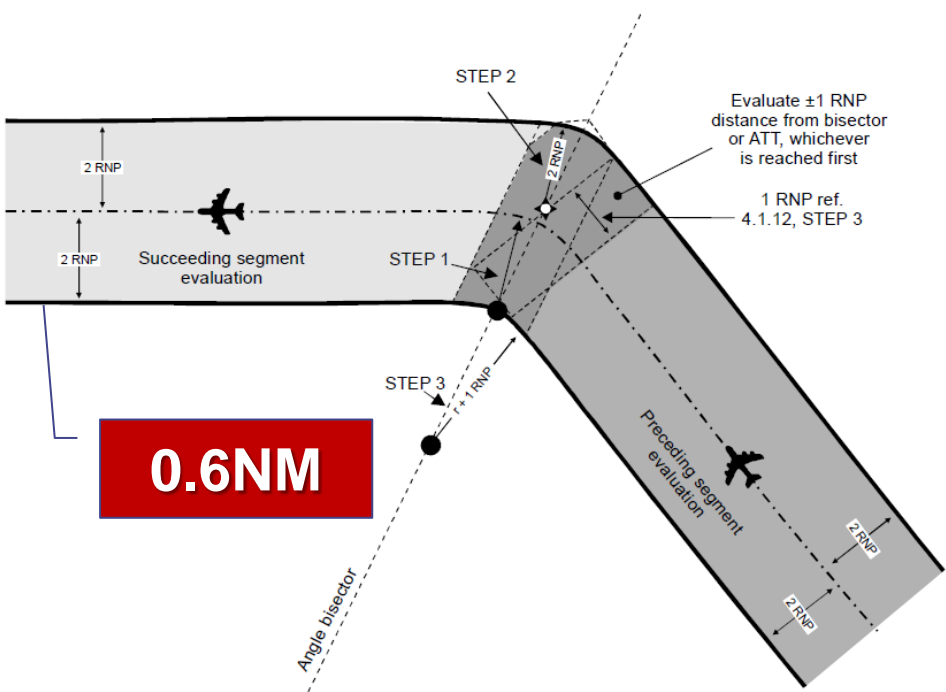 STEP 2
Evaluate ±1 RNP
distance from bisector
or ATT, whichever
is reached first
2 RNP
2 RNP
1 RNP ref.
4.1.12, STEP 3
2 RNP
Succeeding segment
evaluation
STEP 1
STEP 3
r + 1 RNP
0.6NM
Preceding segment
evaluation
2 RNP
2 RNP
Angle bisector